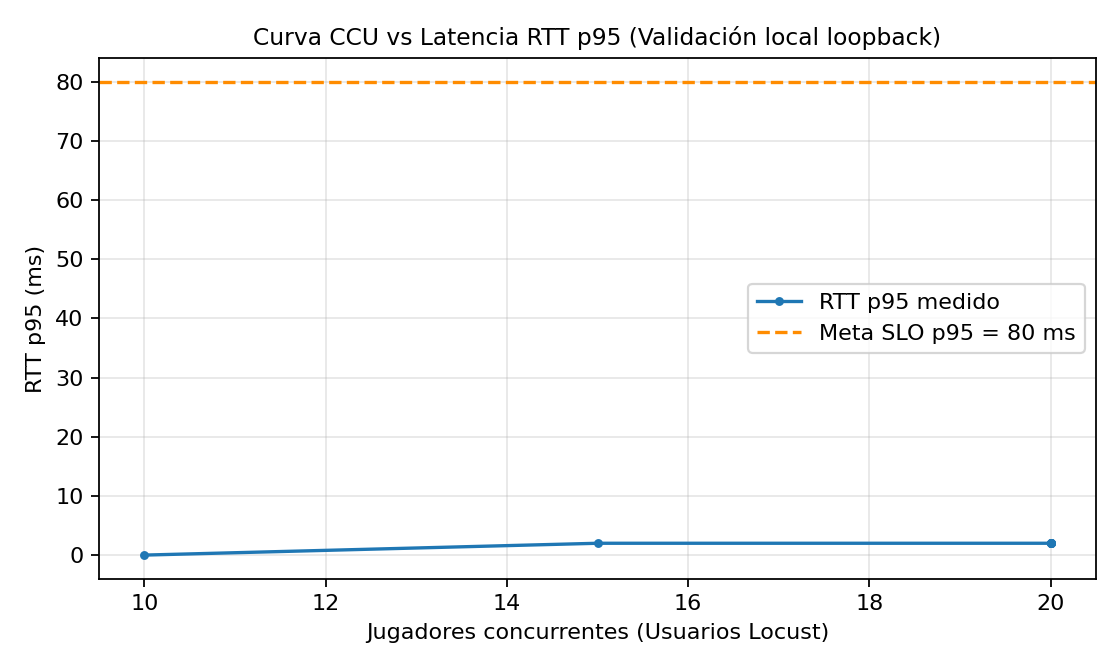 Curva CCU vs Latencia RTT p95 (Validación local loopback)
80
70
60
50
40
30
20
10
0
RTT p95 (ms)
RTT p95 medido
Meta SLO p95 = 80 ms
10 12 14 16 18 20
Jugadores concurrentes (Usuarios Locust)